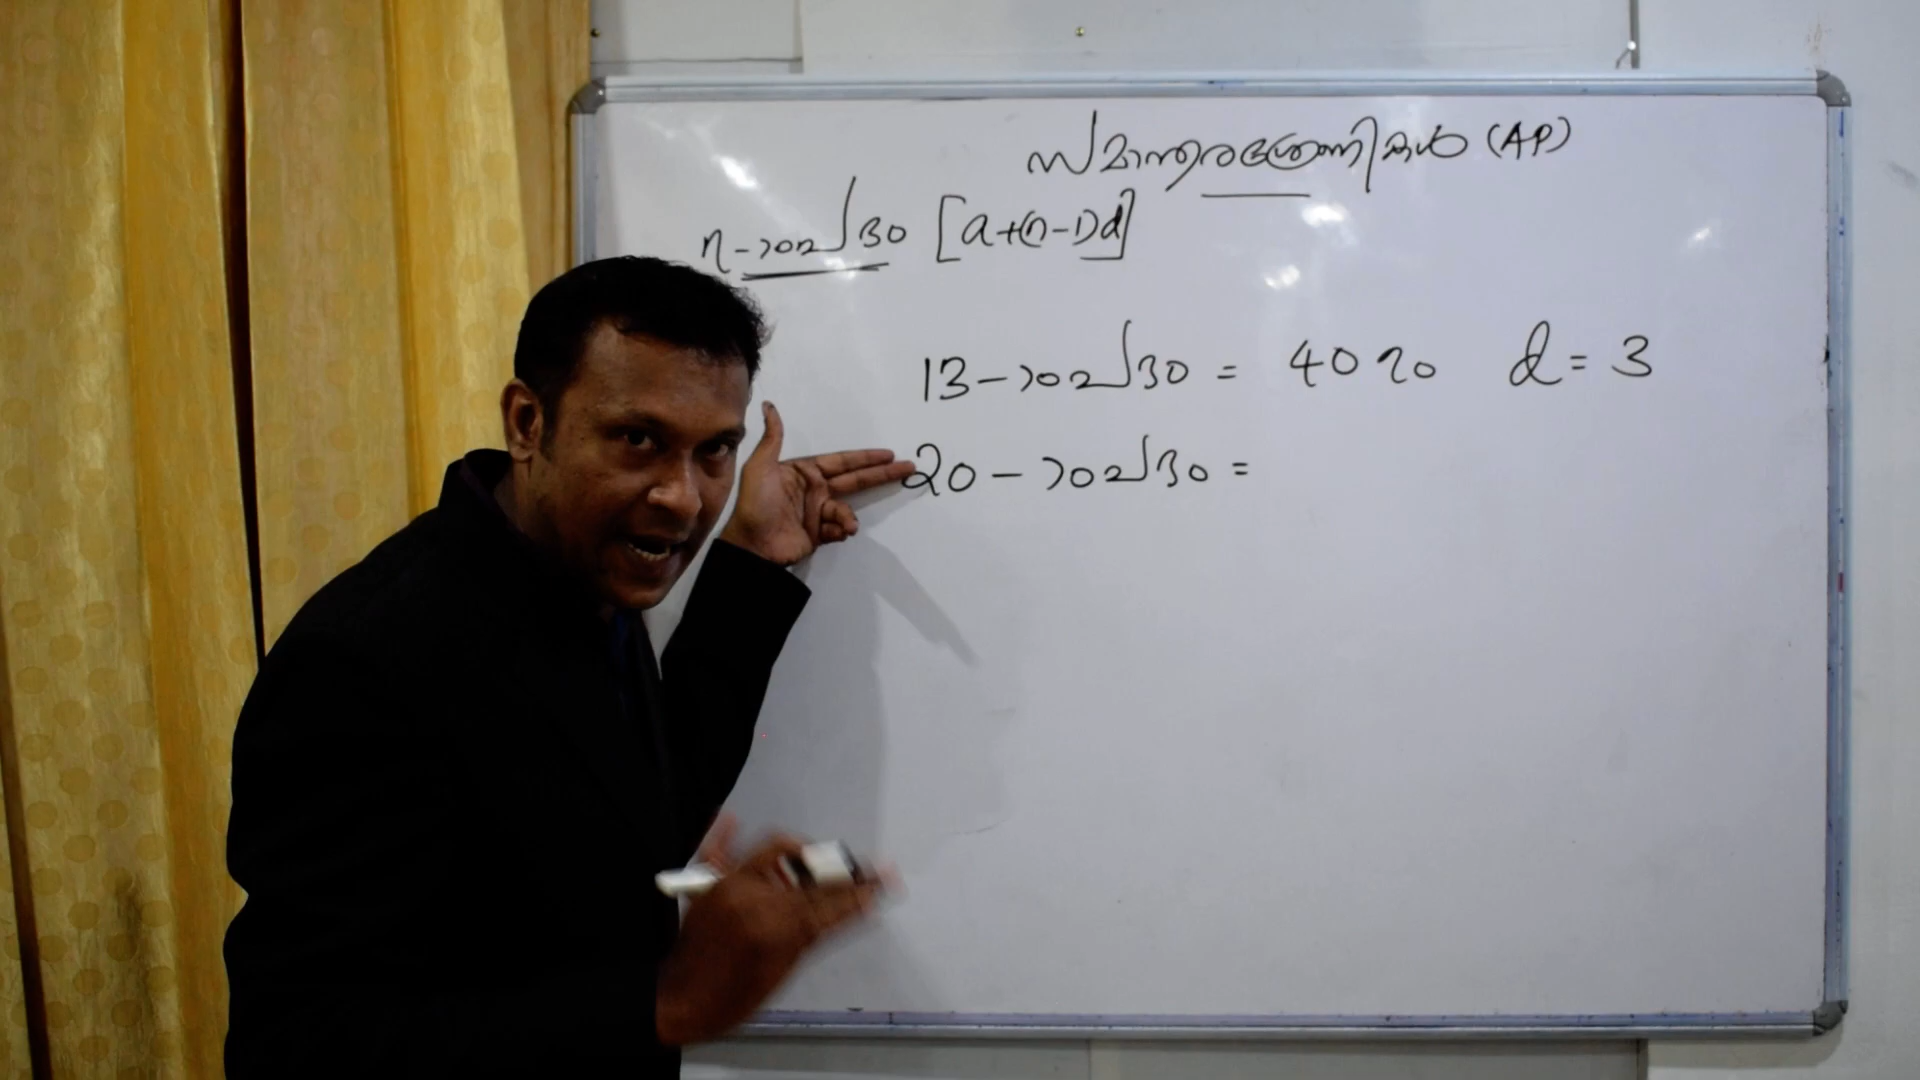 സമാന്തരശ്രേണികൾ (AP)
n-ാംപദം [a+(n-1)d]
13-ാംപദം = 40 ഉം d = 3
20-ാംപദം =